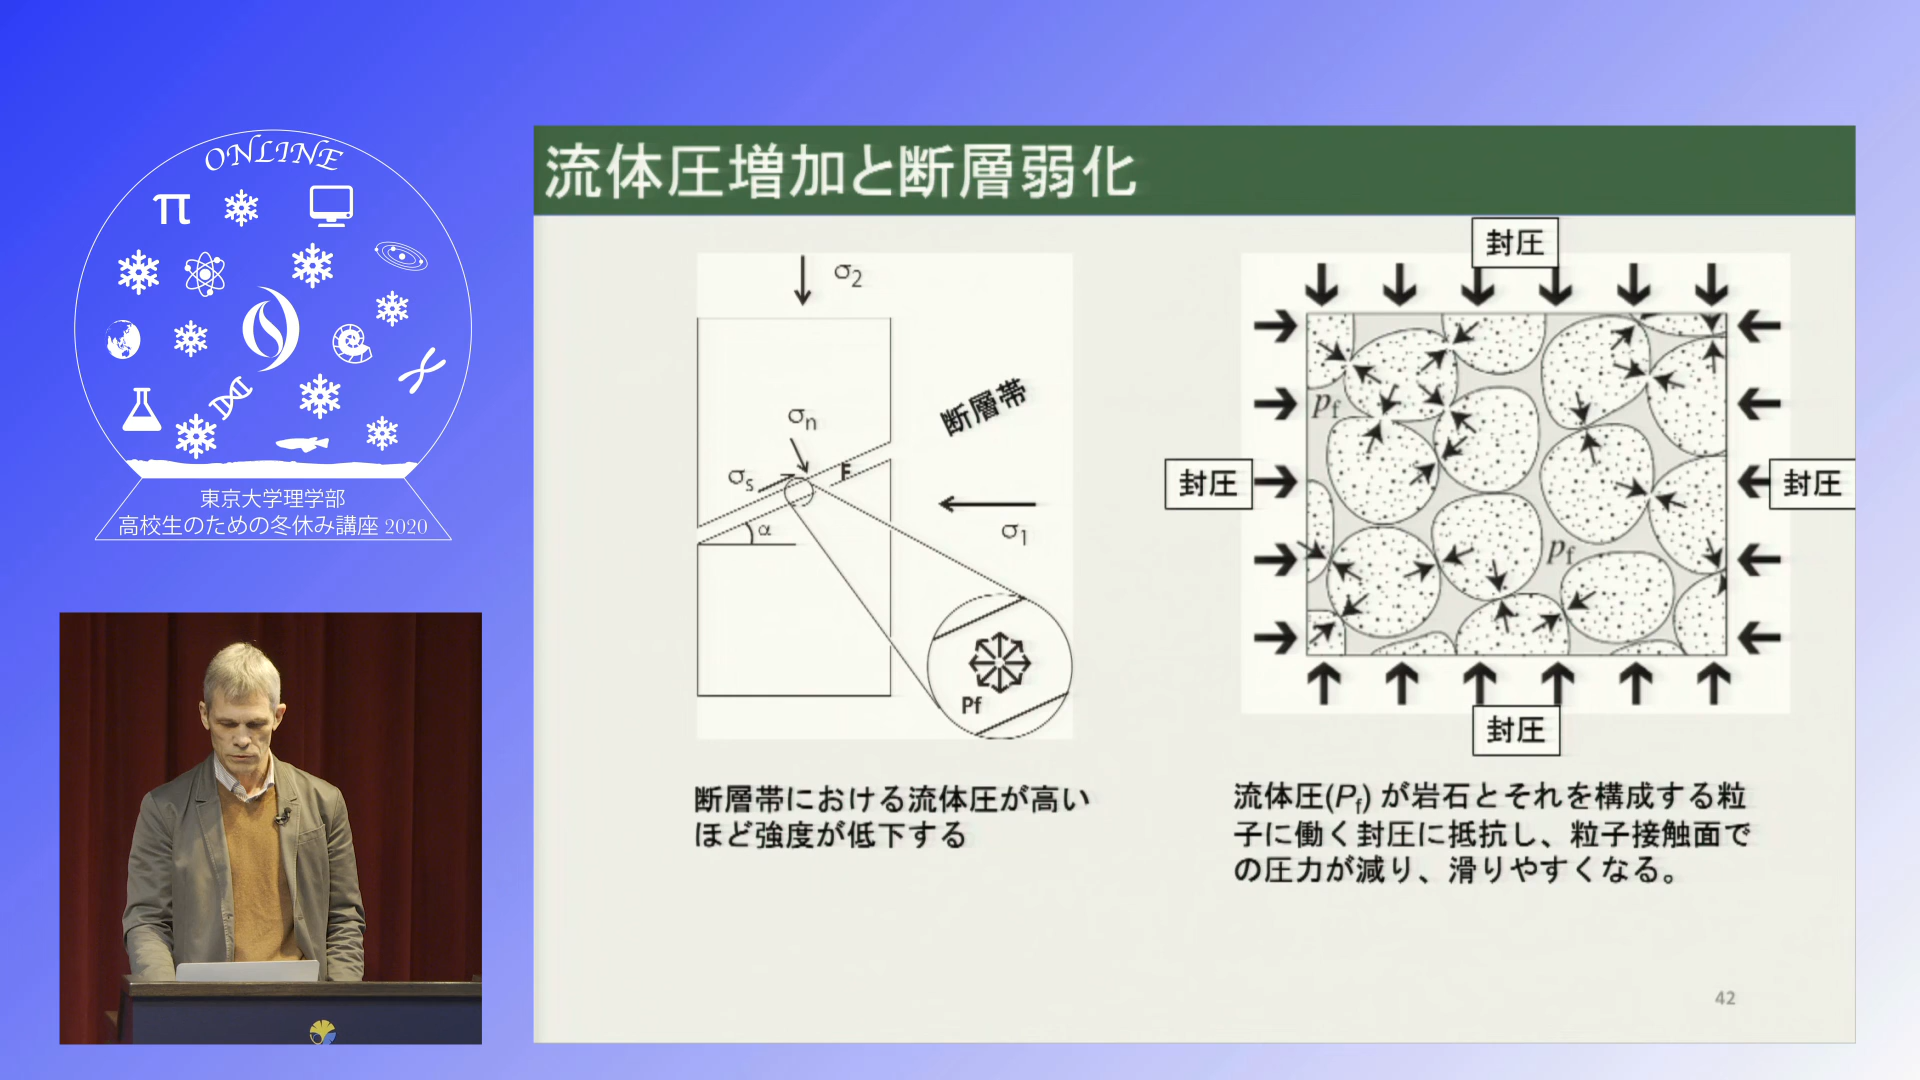 ONLINE
π
東京大学理学部
高校生のための冬休み講座 2020
流体圧増加と断層弱化
σ2
σn
σs
F
α
断層帯
σ1
Pf
断層帯における流体圧が高い
ほど強度が低下する
封圧
封圧
封圧
封圧
pf
pf
流体圧(Pf) が岩石とそれを構成する粒
子に働く封圧に抵抗し、粒子接触面で
の圧力が減り、滑りやすくなる。
42